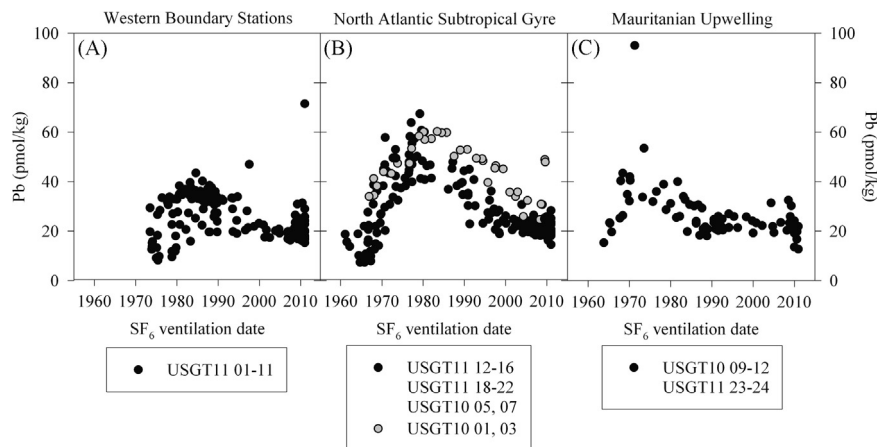 Western Boundary Stations
North Atlantic Subtropical Gyre
Mauritanian Upwelling
(A)
(B)
(C)
Pb (pmol/kg)
100
80
60
40
20
0
100
80
60
40
20
0
Pb (pmol/kg)
1960 1970 1980 1990 2000 2010
1960 1970 1980 1990 2000 2010
1960 1970 1980 1990 2000 2010
SF6 ventilation date
SF6 ventilation date
SF6 ventilation date
USGT11 01-11
USGT11 12-16
USGT11 18-22
USGT10 05, 07
USGT10 01, 03
USGT10 09-12
USGT11 23-24